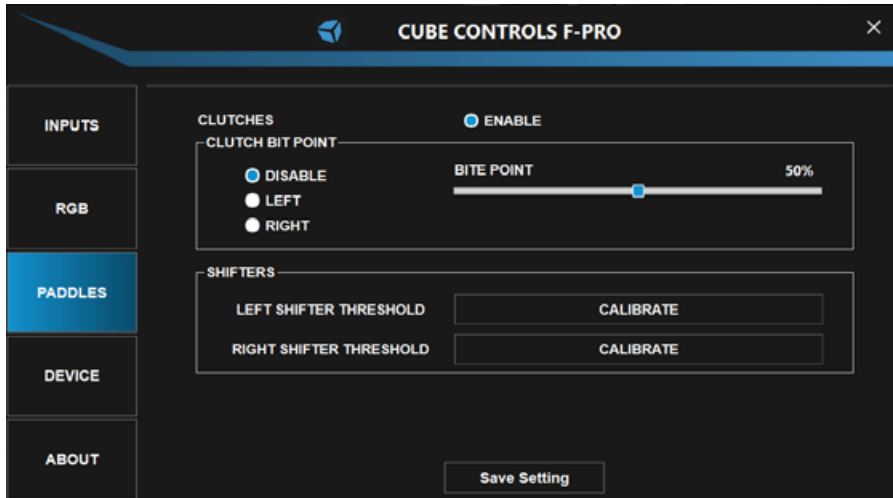 CUBE CONTROLS F-PRO
INPUTS
RGB
PADDLES
DEVICE
ABOUT
CLUTCHES
ENABLE
CLUTCH BIT POINT
DISABLE
LEFT
RIGHT
BITE POINT 50%
SHIFTERS
LEFT SHIFTER THRESHOLD CALIBRATE
RIGHT SHIFTER THRESHOLD CALIBRATE
Save Setting